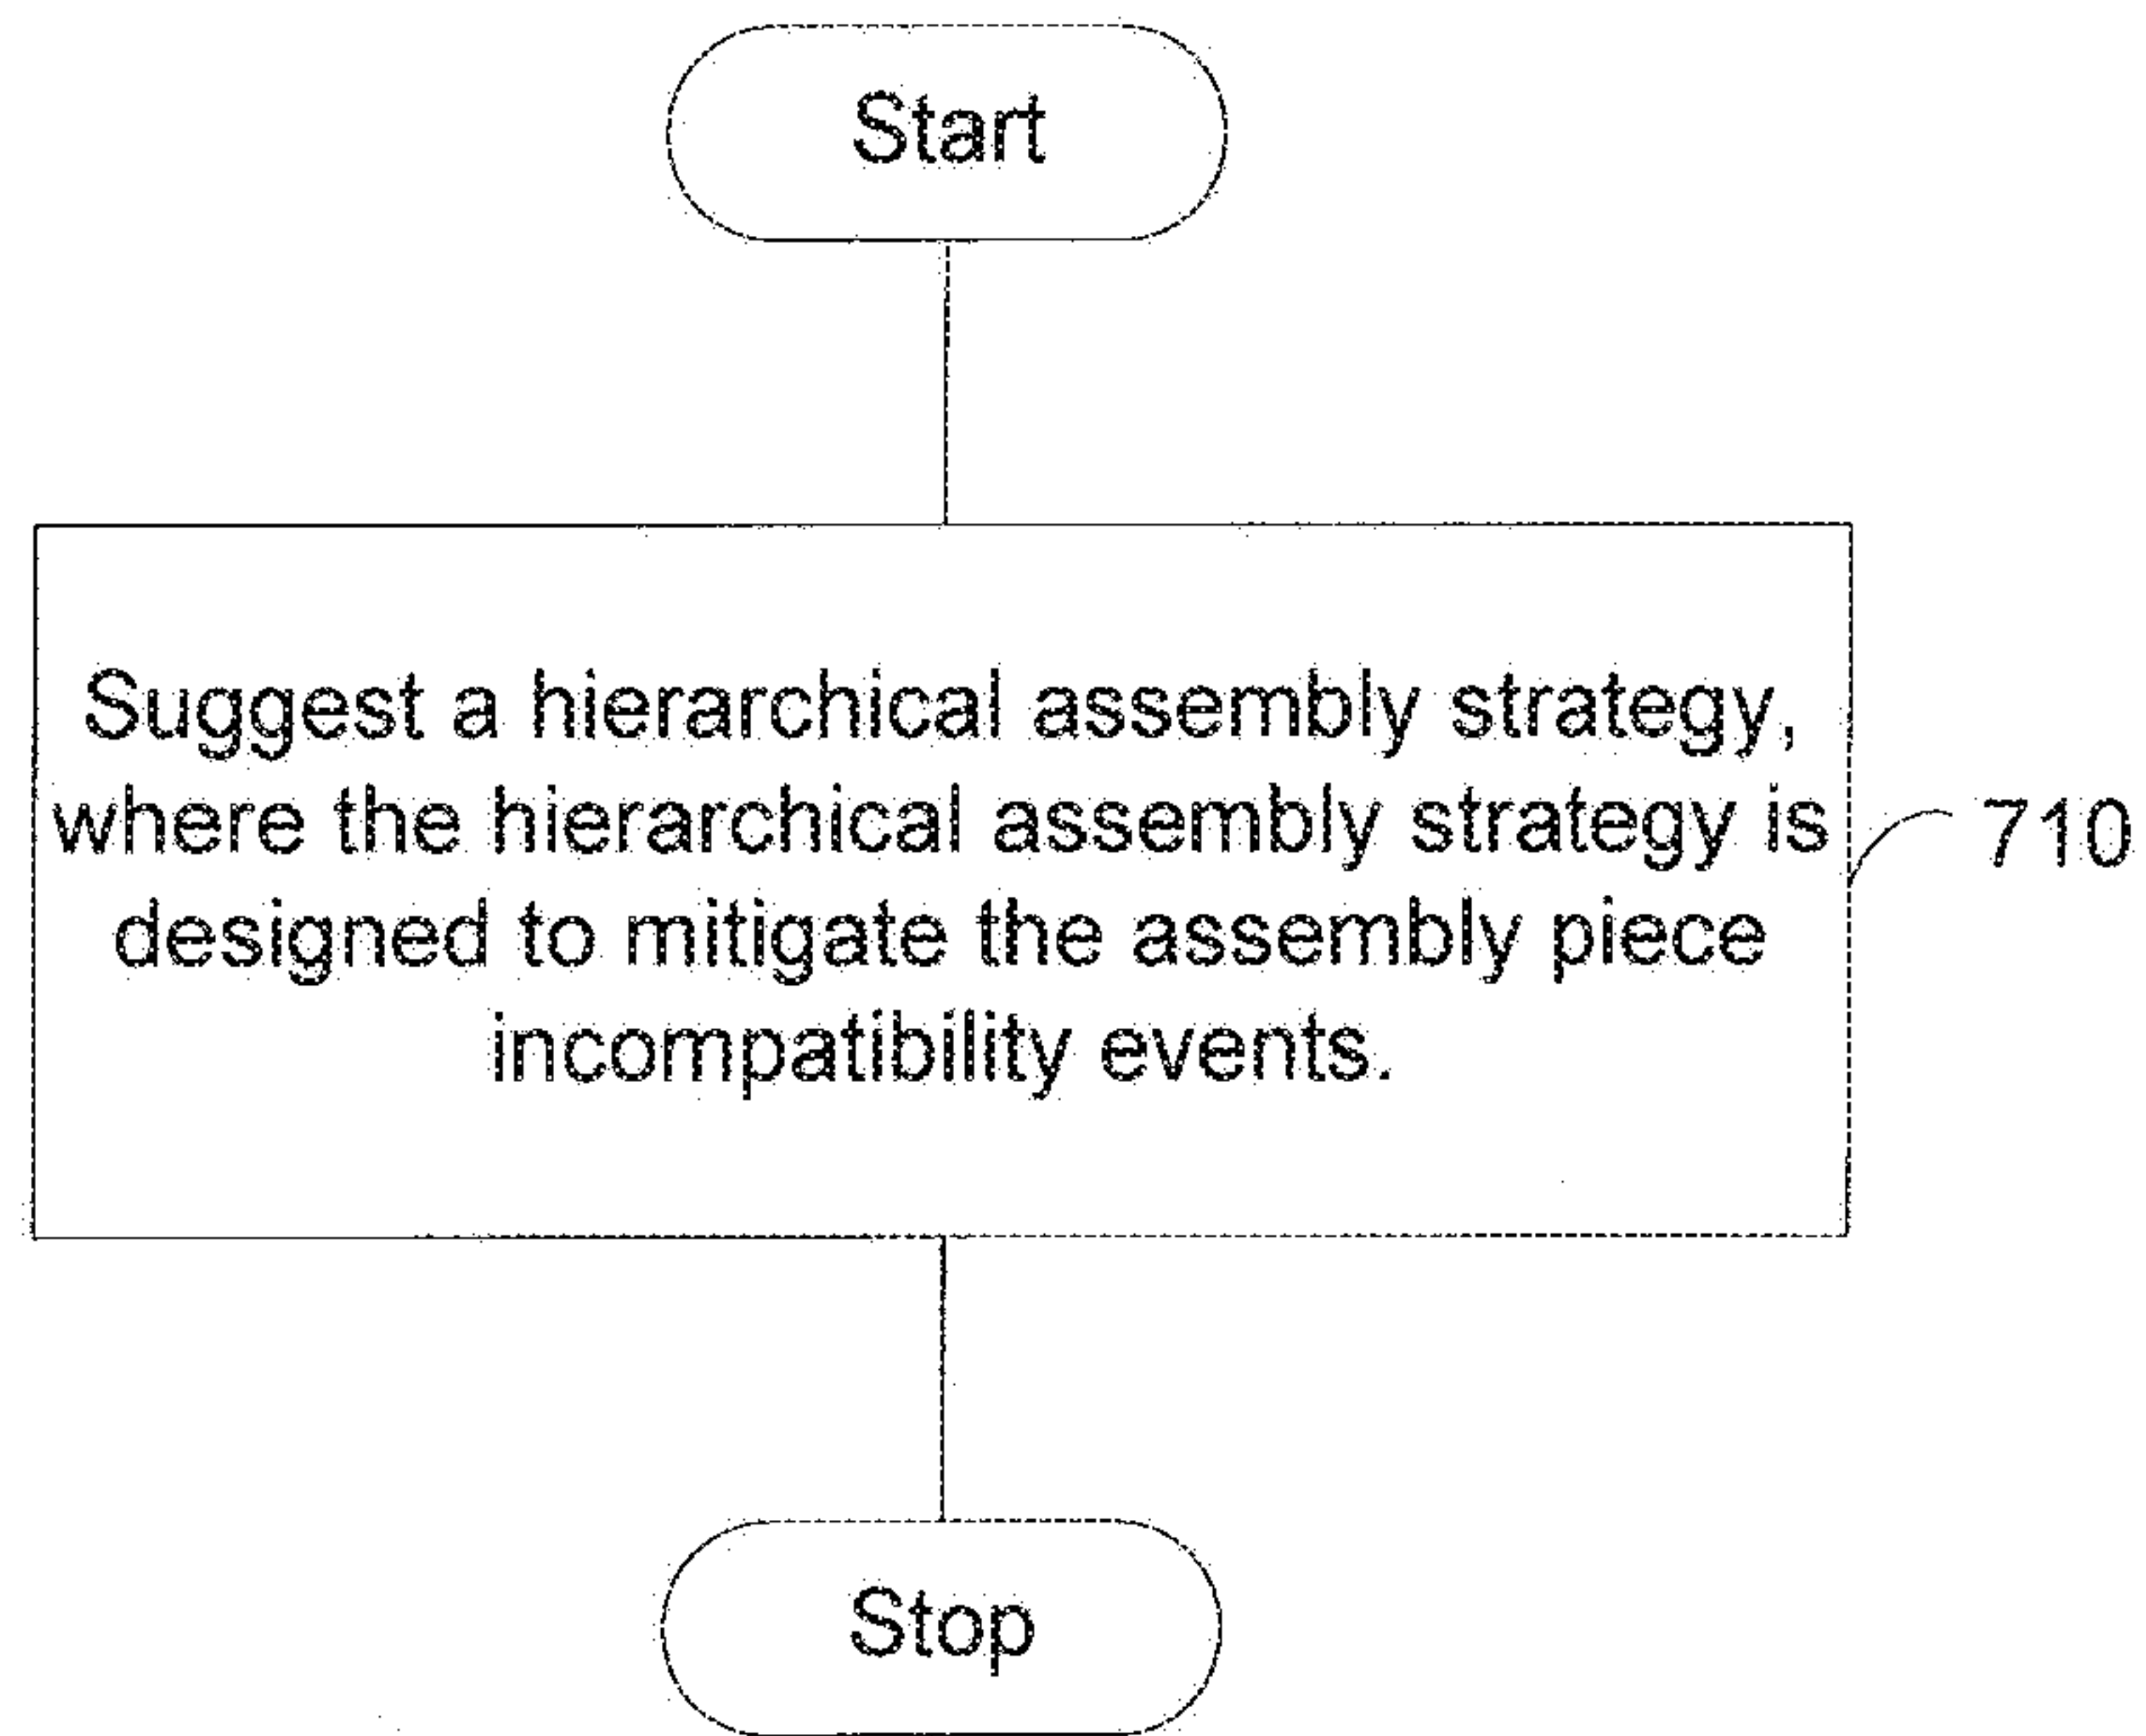 Start
Suggest a hierarchical assembly strategy,
where the hierarchical assembly strategy is
designed to mitigate the assembly piece
incompatibility events.
710
Stop